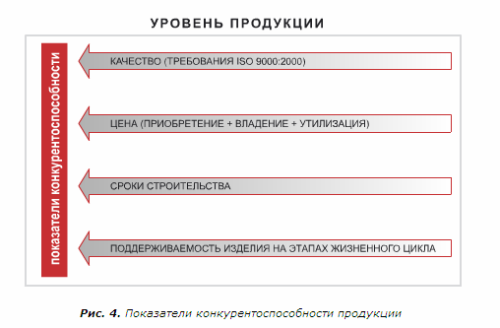 УРОВЕНЬ ПРОДУКЦИИ
показатели конкурентоспособности
КАЧЕСТВО (ТРЕБОВАНИЯ ISO 9000:2000)
ЦЕНА (ПРИОБРЕТЕНИЕ + ВЛАДЕНИЕ + УТИЛИЗАЦИЯ)
СРОКИ СТРОИТЕЛЬСТВА
ПОДДЕРЖИВАЕМОСТЬ ИЗДЕЛИЯ НА ЭТАПАХ ЖИЗНЕННОГО ЦИКЛА
Рис. 4. Показатели конкурентоспособности продукции